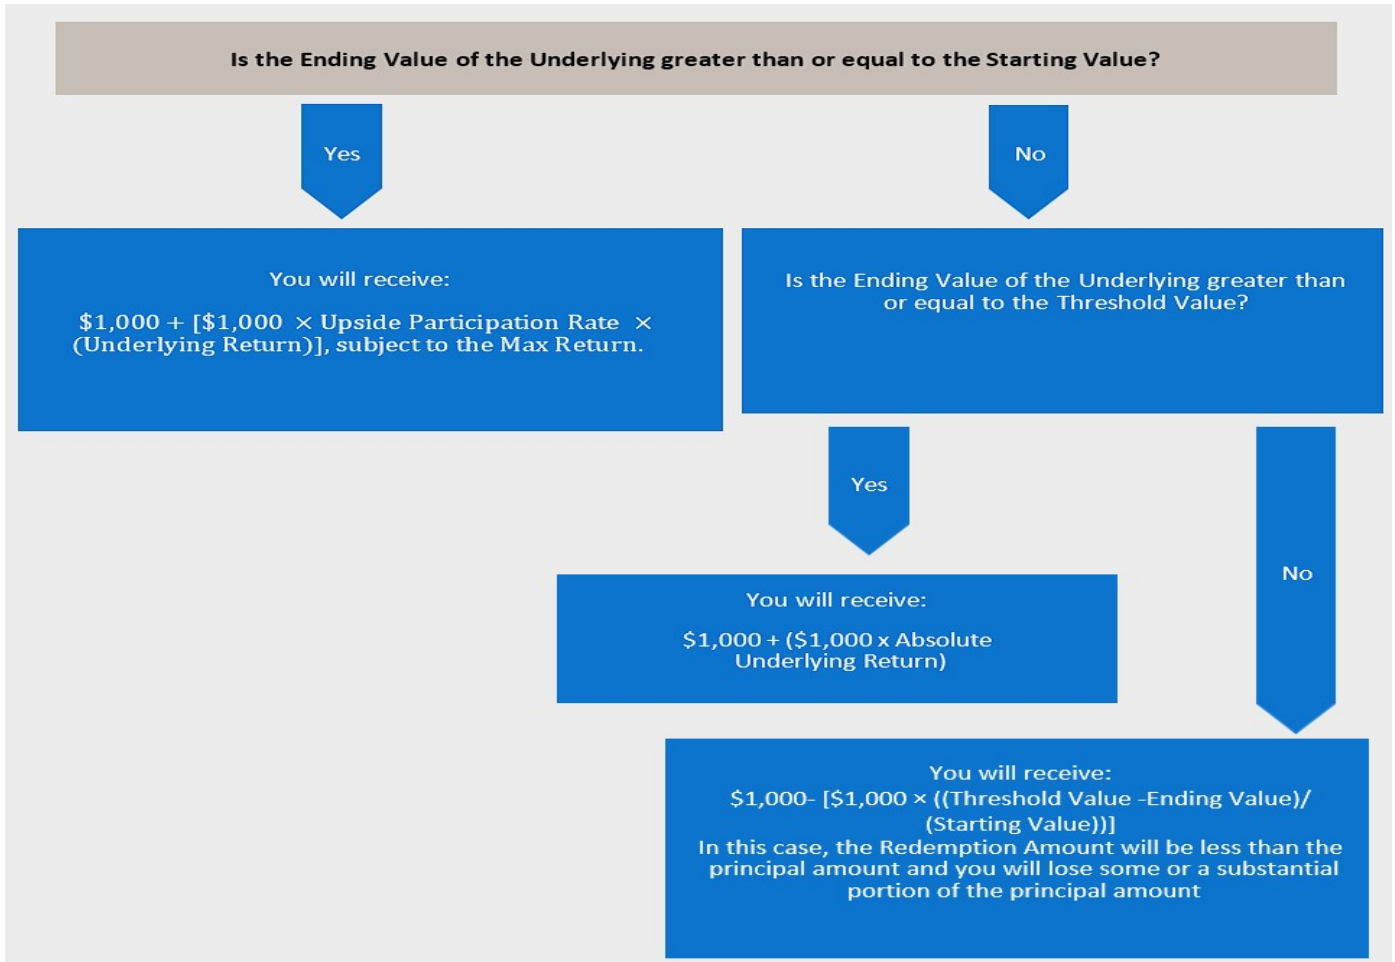 Is the Ending Value of the Underlying greater than or equal to the Starting Value?
Yes
No
You will receive:
$1,000 + [$1,000 × Upside Participation Rate ×
(Underlying Return)], subject to the Max Return.
Is the Ending Value of the Underlying greater than
or equal to the Threshold Value?
Yes
No
You will receive:
$1,000 + ($1,000 x Absolute
Underlying Return)
You will receive:
$1,000- [$1,000 × ((Threshold Value -Ending Value)/
(Starting Value))]
In this case, the Redemption Amount will be less than the
principal amount and you will lose some or a substantial
portion of the principal amount